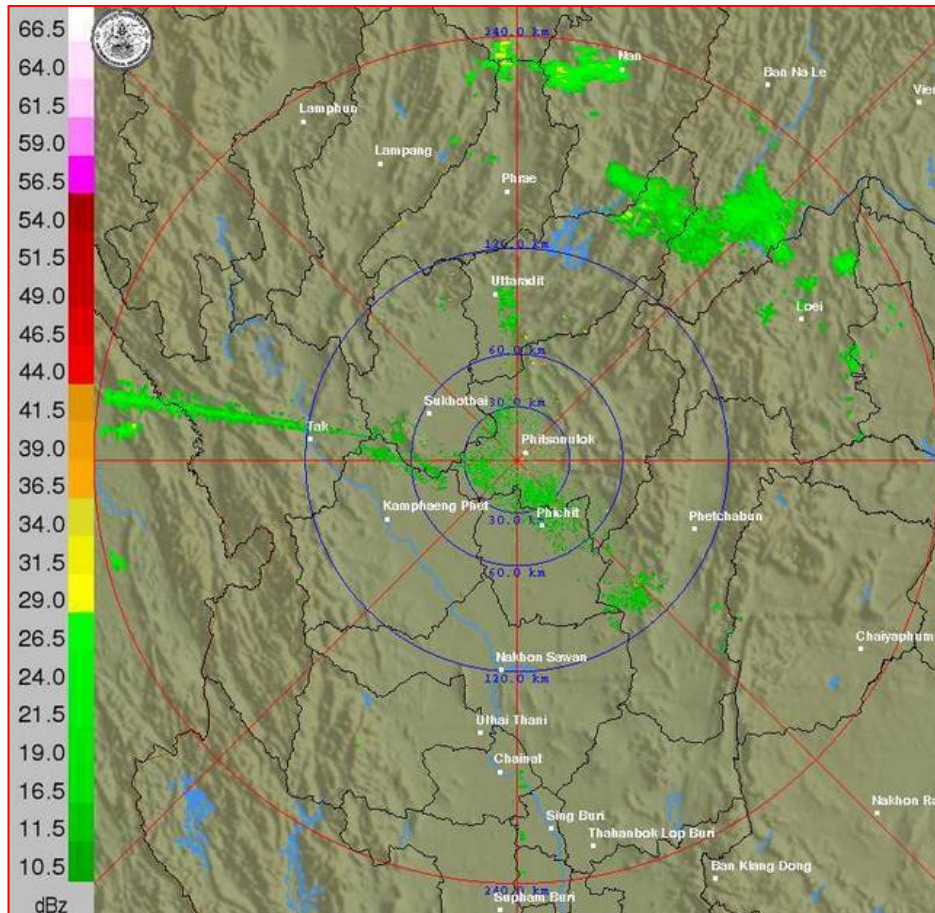 66.5
64.0
61.5
59.0
56.5
54.0
51.5
49.0
46.5
44.0
41.5
39.0
36.5
34.0
31.5
29.0
26.5
24.0
21.5
19.0
16.5
11.5
10.5
dBz
240.0 km
Nan
Ban Na Le
Lamphun
Lampang
Phrae
120.0 km
Uttaradit
Loei
60.0 km
30.0 km
Sukhothai
Tak
Phitsanulok
Kamphaeng Phet
Phichit
30.0 km
Phetchabun
60.0 km
Chaiyaphum
Nakhon Sawan
120.0 km
Uthai Thani
Chainat
Nakhon Ra
Sing Buri
Thahanbok Lop Buri
Ban Klang Dong
240.0 km
Suphan Buri